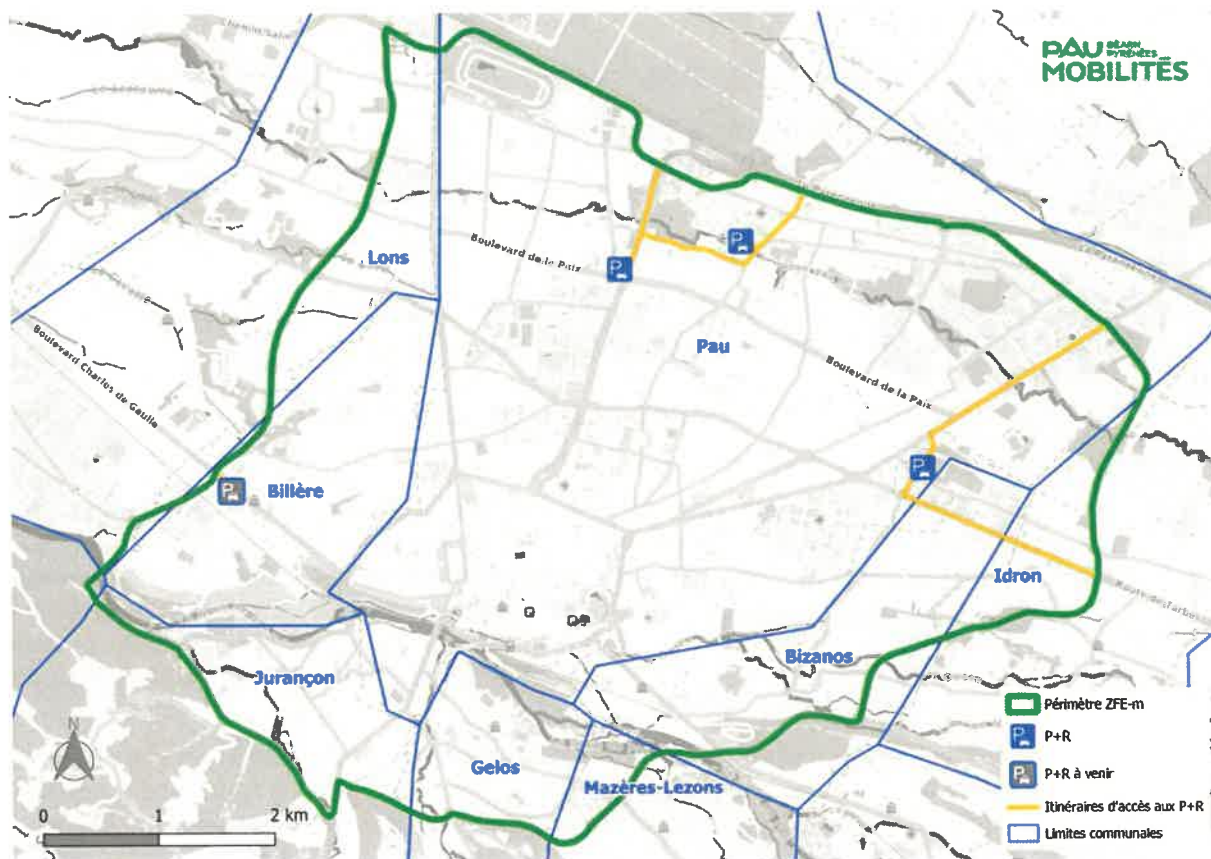 PAU BÉARN
PYRÉNÉES
MOBILITÉS
Lons
Boulevard de la Paix
Boulevard Charles de Gaulle
Pau
Boulevard de la Paix
Billère
Idron
Bizanos
Jurançon
Gelos
Mazères-Lezons
N
0 1 2 km
Périmètre ZFE-m
P P+R
P P+R à venir
Itinéraires d'accès aux P+R
Limites communales